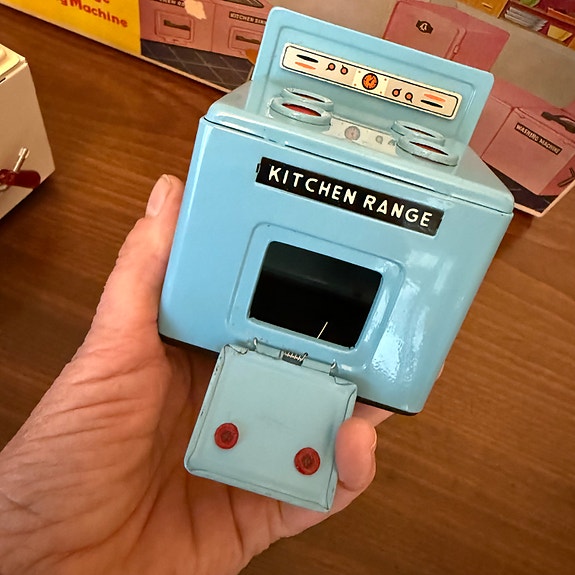 Machine
KITCHEN SINK
WASHING MACHINE
KITCHEN RANGE